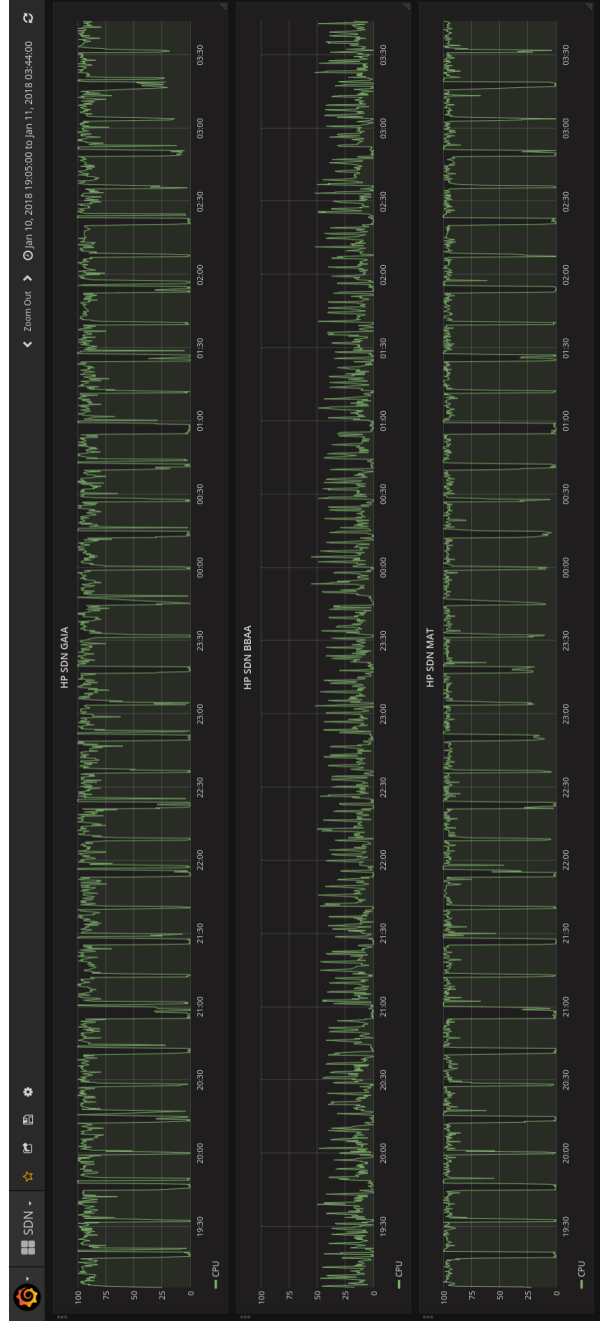 SDN
Zoom Out
Jan 10, 2018 19:05:00 to Jan 11, 2018 03:44:00
HP SDN GAIA
100
75
50
25
0
19:30 20:00 20:30 21:00 21:30 22:00 22:30 23:00 23:30 00:00 00:30 01:00 01:30 02:00 02:30 03:00 03:30
CPU
HP SDN BBAA
100
75
50
25
0
19:30 20:00 20:30 21:00 21:30 22:00 22:30 23:00 23:30 00:00 00:30 01:00 01:30 02:00 02:30 03:00 03:30
CPU
HP SDN MAT
100
75
50
25
0
19:30 20:00 20:30 21:00 21:30 22:00 22:30 23:00 23:30 00:00 00:30 01:00 01:30 02:00 02:30 03:00 03:30
CPU